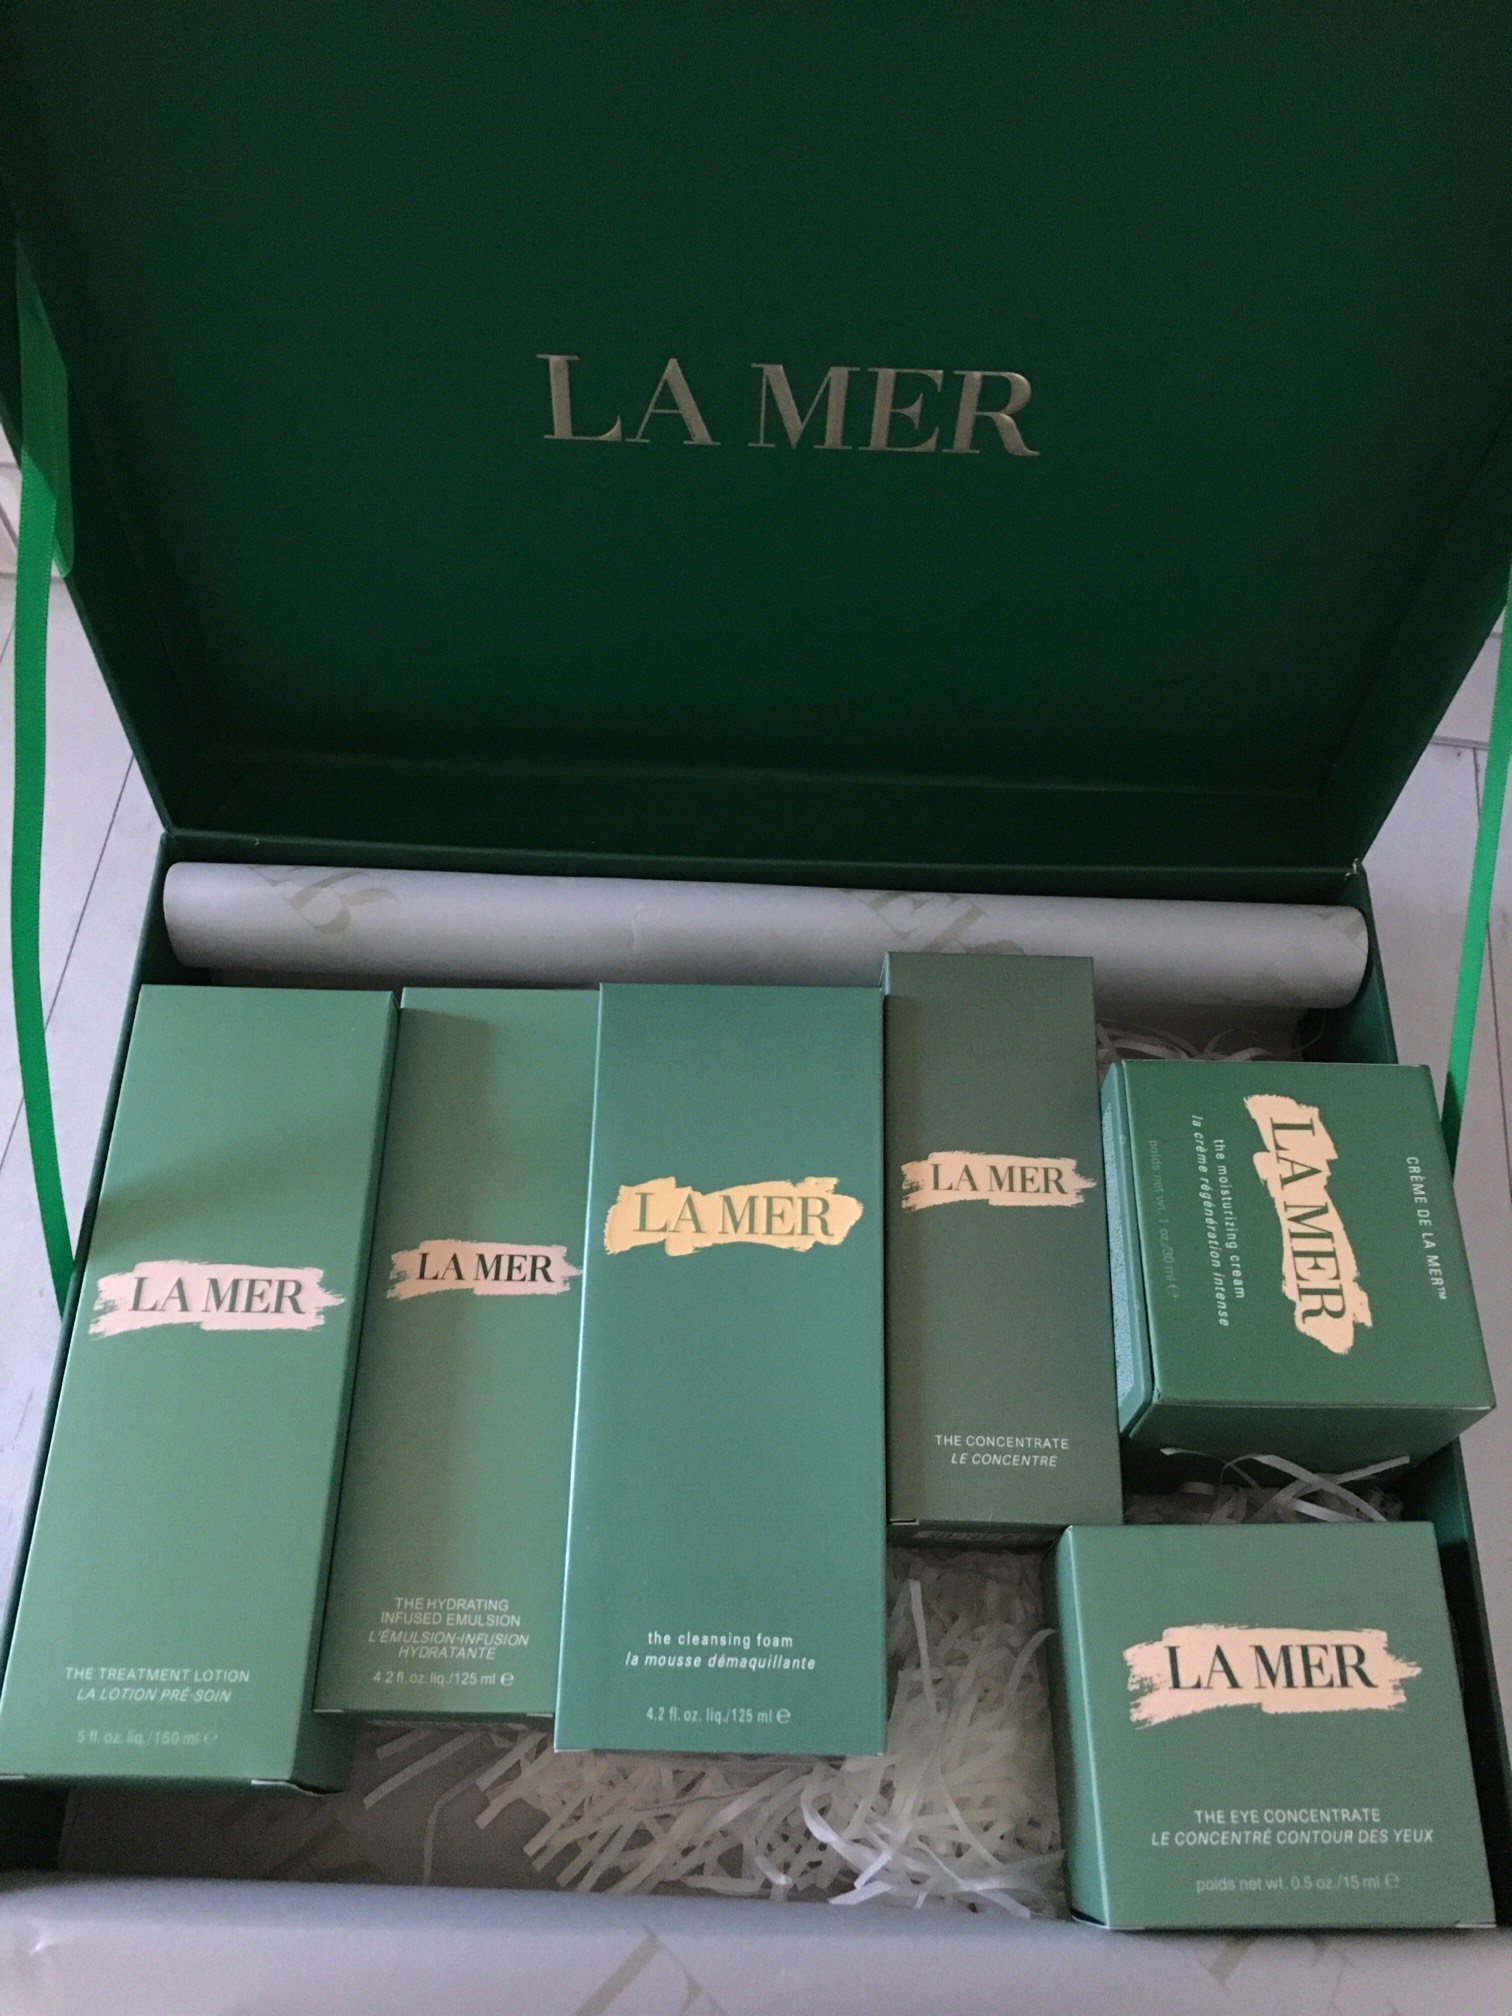 LA MER
LA MER
THE TREATMENT LOTION
LA LOTION PRÉ-SOIN
5 fl. oz. liq./150 ml ℮
LA MER
THE HYDRATING
INFUSED EMULSION
L'ÉMULSION-INFUSION
HYDRATANTE
4.2 fl. oz. liq./125 ml ℮
LA MER
the cleansing foam
la mousse démaquillante
4.2 fl. oz. liq./125 ml ℮
LA MER
THE CONCENTRATE
LE CONCENTRÉ
CRÈME DE LA MER™
LA MER
the moisturizing cream
la crème régénération intense
poids net wt. 1 oz./30 ml ℮
LA MER
THE EYE CONCENTRATE
LE CONCENTRÉ CONTOUR DES YEUX
poids net wt. 0.5 oz./15 ml ℮